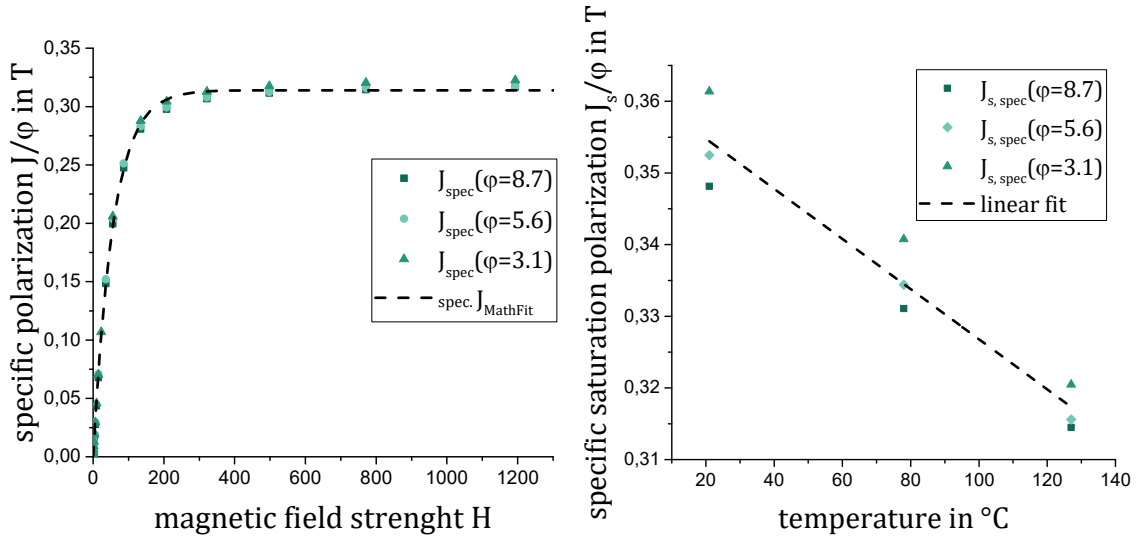 specific polarization J/φ in T
0,35
0,30
0,25
0,20
0,15
0,10
0,05
0,00
0 200 400 600 800 1000 1200
magnetic field strenght H
J_spec(φ=8.7)
J_spec(φ=5.6)
J_spec(φ=3.1)
spec. J_MathFit
specific saturation polarization J_s/φ in T
0,36
0,35
0,34
0,33
0,32
0,31
20 40 60 80 100 120 140
temperature in °C
J_s, spec(φ=8.7)
J_s, spec(φ=5.6)
J_s, spec(φ=3.1)
linear fit